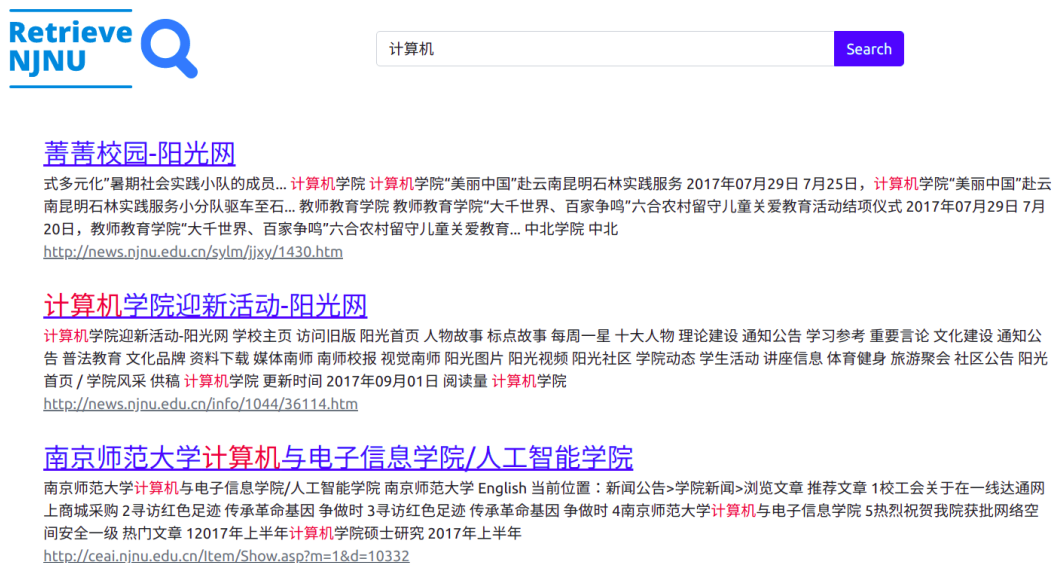 Retrieve
NJNU
计算机
Search
菁菁校园-阳光网
式多元化”暑期社会实践小队的成员... 计算机学院 计算机学院“美丽中国”赴云南昆明石林实践服务 2017年07月29日 7月25日，计算机学院“美丽中国”赴云
南昆明石林实践服务小分队驱车至石... 教师教育学院 教师教育学院“大千世界、百家争鸣”六合农村留守儿童关爱教育活动结项仪式 2017年07月29日 7月
20日，教师教育学院“大千世界、百家争鸣”六合农村留守儿童关爱教育... 中北学院 中北
http://news.njnu.edu.cn/sylm/jjxy/1430.htm
计算机学院迎新活动-阳光网
计算机学院迎新活动-阳光网 学校主页 访问旧版 阳光首页 人物故事 标点故事 每周一星 十大人物 理论建设 通知公告 学习参考 重要言论 文化建设 通知公
告 普法教育 文化品牌 资料下载 媒体南师 南师校报 视觉南师 阳光图片 阳光视频 阳光社区 学院动态 学生活动 讲座信息 体育健身 旅游聚会 社区公告 阳光
首页 / 学院风采 供稿 计算机学院 更新时间 2017年09月01日 阅读量 计算机学院
http://news.njnu.edu.cn/info/1044/36114.htm
南京师范大学计算机与电子信息学院/人工智能学院
南京师范大学计算机与电子信息学院/人工智能学院 南京师范大学 English 当前位置：新闻公告>学院新闻>浏览文章 推荐文章 1校工会关于在一线达通网
上商城采购 2寻访红色足迹 传承革命基因 争做时 3寻访红色足迹 传承革命基因 争做时 4南京师范大学计算机与电子信息学院 5热烈祝贺我院获批网络空
间安全一级 热门文章 12017年上半年计算机学院硕士研究 2017年上半年
http://ceai.njnu.edu.cn/Item/Show.asp?m=1&d=10332